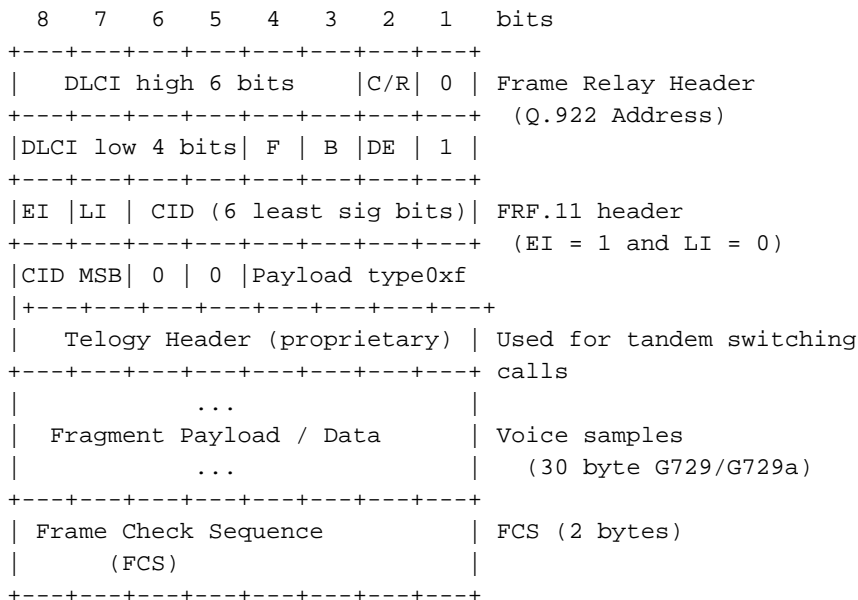 8   7   6   5   4   3   2   1   bits
+---+---+---+---+---+---+---+---+
|   DLCI high 6 bits    |C/R| 0 | Frame Relay Header
+---+---+---+---+---+---+---+---+  (Q.922 Address)
|DLCI low 4 bits| F | B |DE | 1 |
+---+---+---+---+---+---+---+---+
|EI |LI | CID (6 least sig bits)| FRF.11 header
+---+---+---+---+---+---+---+---+  (EI = 1 and LI = 0)
|CID MSB| 0 | 0 |Payload type0xf
|+---+---+---+---+---+---+---+---+
|   Telogy Header (proprietary) | Used for tandem switching
+---+---+---+---+---+---+---+---+ calls
|            ...                |
|  Fragment Payload / Data      | Voice samples
|            ...                |   (30 byte G729/G729a)
+---+---+---+---+---+---+---+---+
| Frame Check Sequence          | FCS (2 bytes)
|      (FCS)                    |
+---+---+---+---+---+---+---+---+